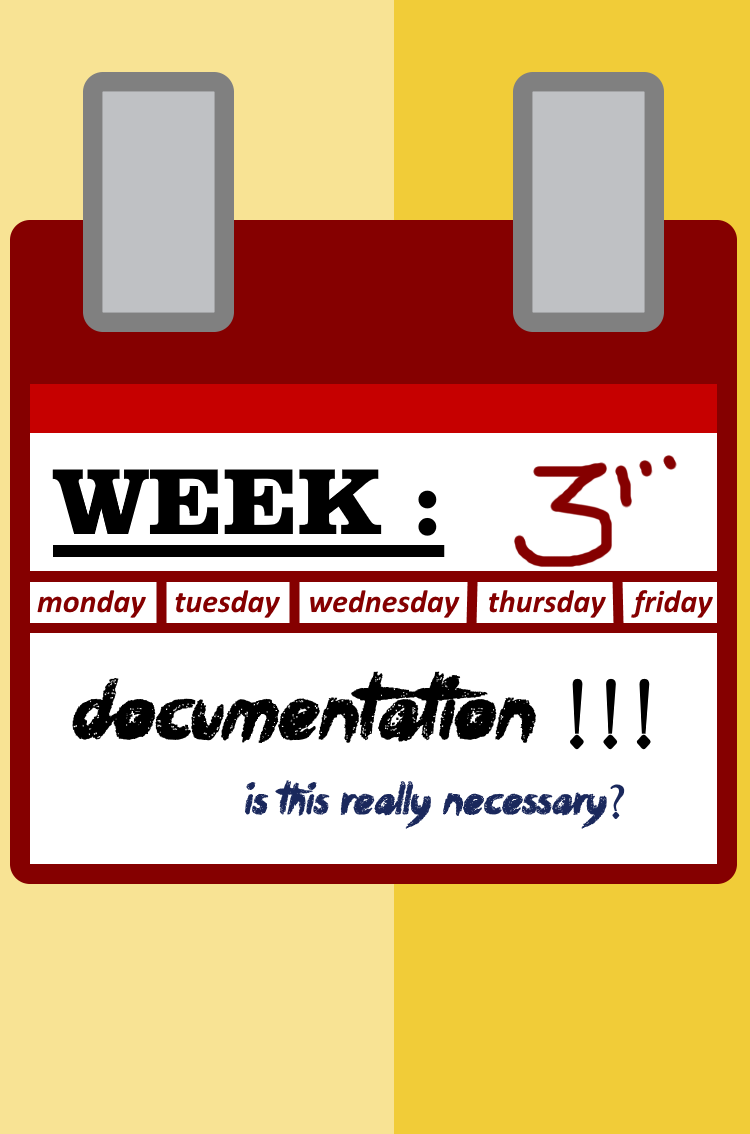 WEEK : 3...
monday tuesday wednesday thursday friday
documentation !!!
is this really necessary?